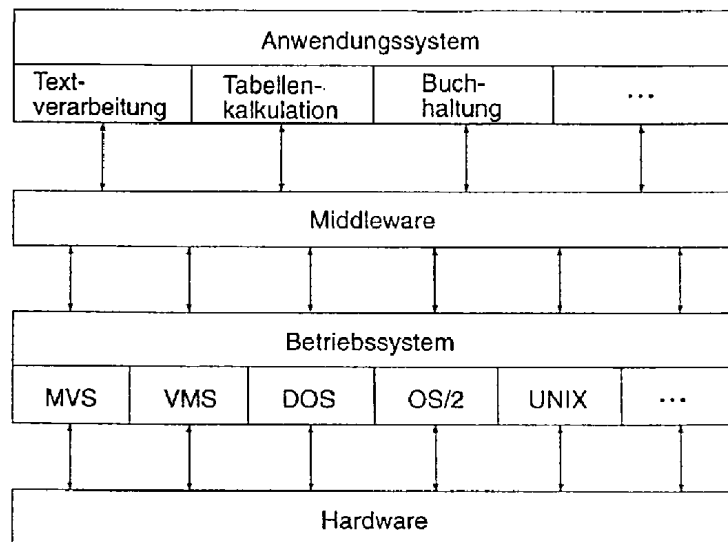 Anwendungssystem
Text-
verarbeitung
Tabellen-
kalkulation
Buch-
haltung
...
Middleware
Betriebssystem
MVS VMS DOS OS/2 UNIX ...
Hardware